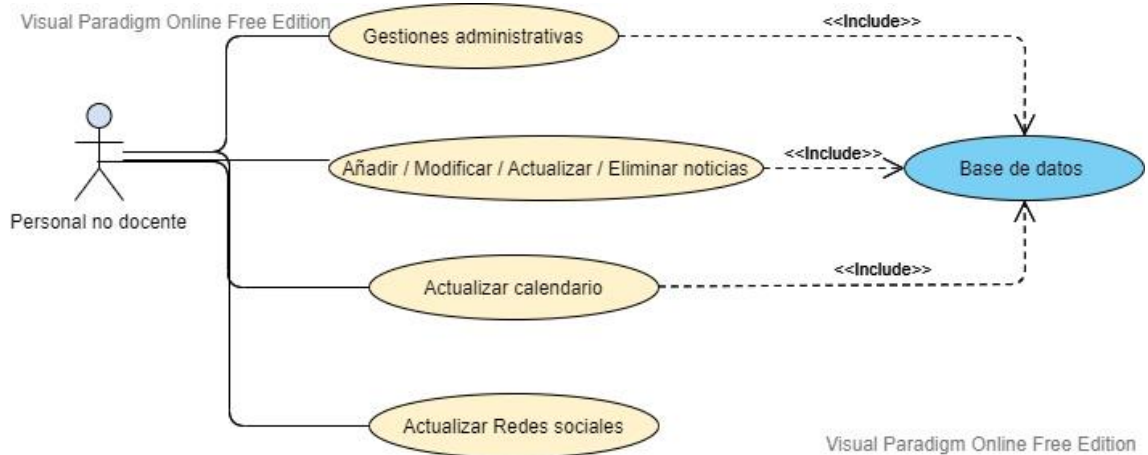 Visual Paradigm Online Free Edition
Gestiones administrativas
<<Include>>
Añadir / Modificar / Actualizar / Eliminar noticias
<<Include>>
Base de datos
Personal no docente
Actualizar calendario
<<Include>>
Actualizar Redes sociales
Visual Paradigm Online Free Edition